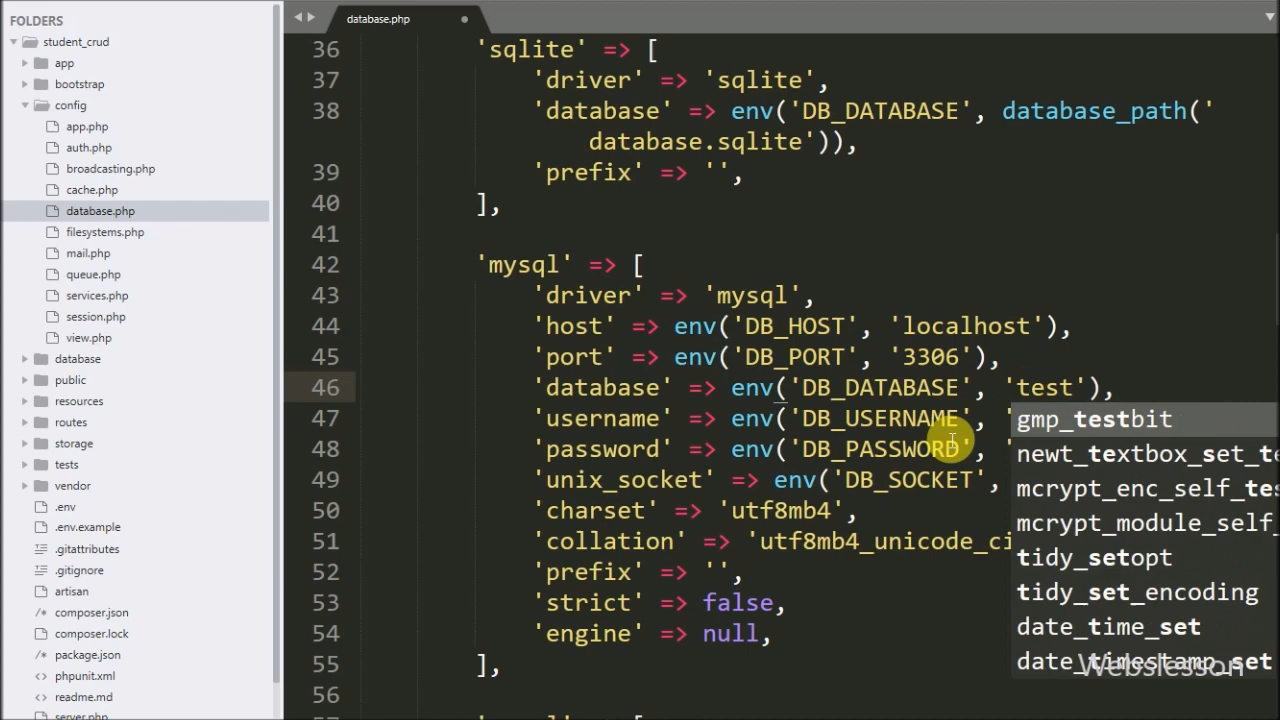 FOLDERS
student_crud
app
bootstrap
config
app.php
auth.php
broadcasting.php
cache.php
database.php
filesystems.php
mail.php
queue.php
services.php
session.php
view.php
database
public
resources
routes
storage
tests
vendor
.env
.env.example
.gitattributes
.gitignore
artisan
composer.json
composer.lock
package.json
phpunit.xml
readme.md
server.php
database.php
36 'sqlite' => [
37 'driver' => 'sqlite',
38 'database' => env('DB_DATABASE', database_path('
database.sqlite')),
39 'prefix' => '',
40 ],
41
42 'mysql' => [
43 'driver' => 'mysql',
44 'host' => env('DB_HOST', 'localhost'),
45 'port' => env('DB_PORT', '3306'),
46 'database' => env('DB_DATABASE', 'test'),
47 'username' => env('DB_USERNAME', '
48 'password' => env('DB_PASSWORD', '
49 'unix_socket' => env('DB_SOCKET',
50 'charset' => 'utf8mb4',
51 'collation' => 'utf8mb4_unicode_ci
52 'prefix' => '',
53 'strict' => false,
54 'engine' => null,
55 ],
56
gmp_testbit
newt_textbox_set_te
mcrypt_enc_self_tes
mcrypt_module_self_
tidy_setopt
tidy_set_encoding
date_time_set
date_timestamp_set
Webslesson